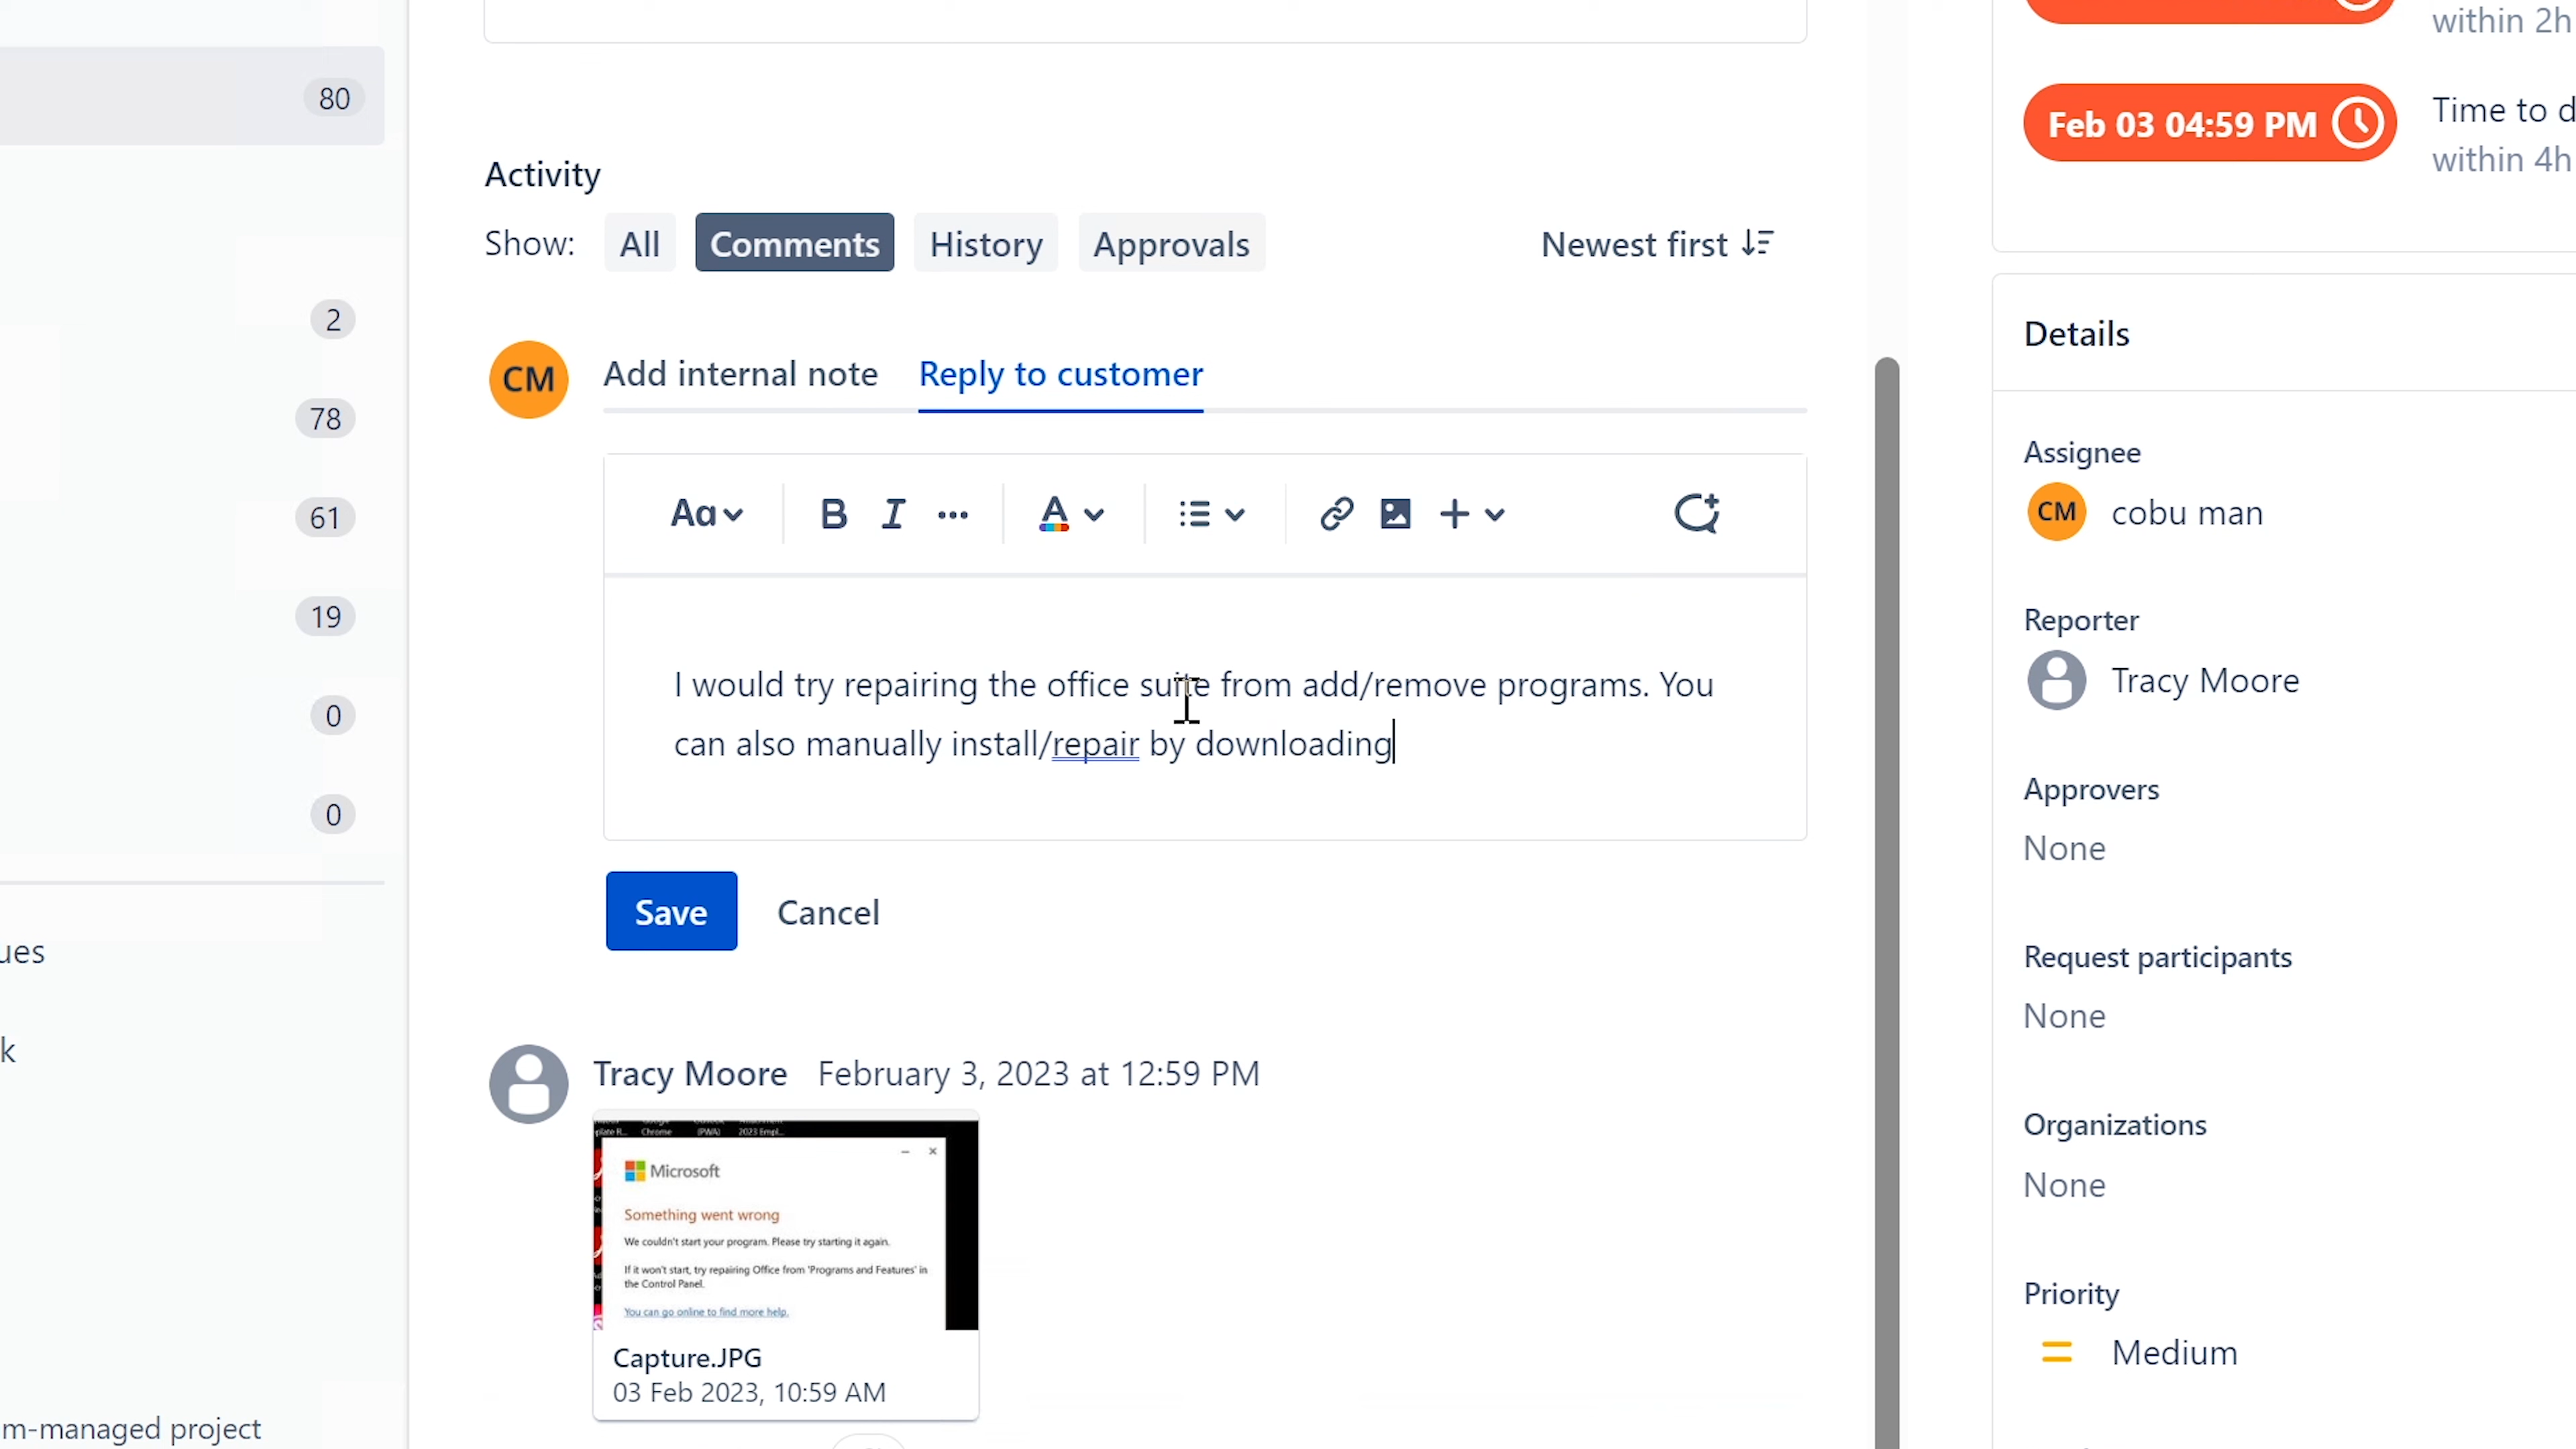 80
2
78
61
19
0
0
ues
k
m-managed project
Activity
Show: All Comments History Approvals Newest first
CM Add internal note Reply to customer
Aa B I ... A
I would try repairing the office suite from add/remove programs. You
can also manually install/repair by downloading
Save Cancel
Tracy Moore February 3, 2023 at 12:59 PM
Chrome (PWA) 2023 Empl...
Microsoft
Something went wrong
We couldn't start your program. Please try starting it again.
If it won't start, try repairing Office from 'Programs and Features' in
the Control Panel.
You can go online to find more help.
Capture.JPG
03 Feb 2023, 10:59 AM
within 2h
Feb 03 04:59 PM Time to d
within 4h
Details
Assignee
CM cobu man
Reporter
Tracy Moore
Approvers
None
Request participants
None
Organizations
None
Priority
Medium